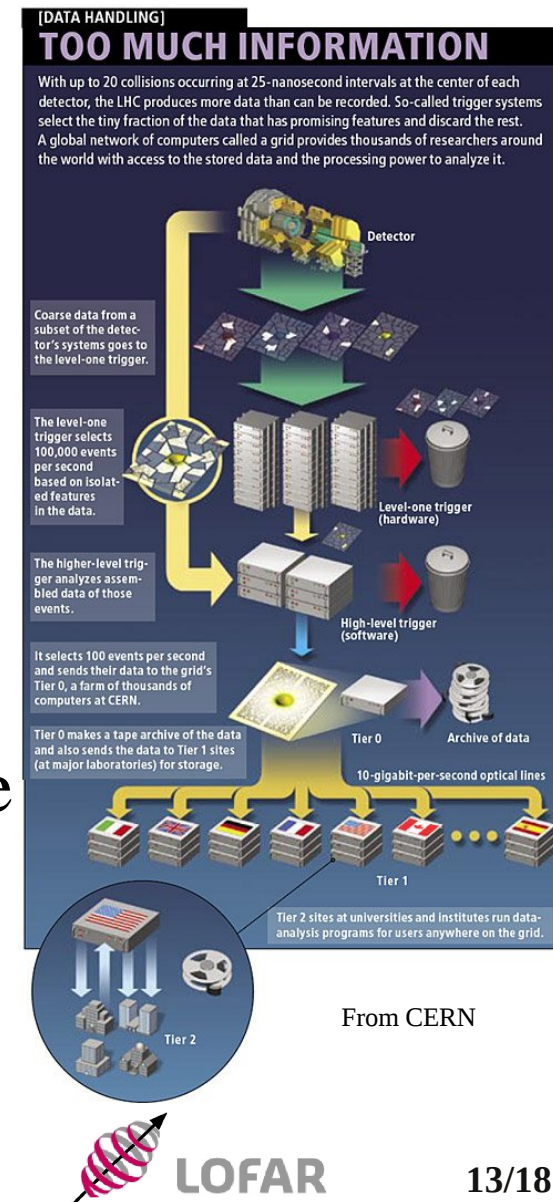 [DATA HANDLING]
TOO MUCH INFORMATION
With up to 20 collisions occurring at 25-nanosecond intervals at the center of each
detector, the LHC produces more data than can be recorded. So-called trigger systems
select the tiny fraction of the data that has promising features and discard the rest.
A global network of computers called a grid provides thousands of researchers around
the world with access to the stored data and the processing power to analyze it.
Detector
Coarse data from a
subset of the detec-
tor's systems goes to
the level-one trigger.
The level-one
trigger selects
100,000 events
per second
based on isolat-
ed features
in the data.
Level-one trigger
(hardware)
The higher-level trig-
ger analyzes assem-
bled data of those
events.
High-level trigger
(software)
It selects 100 events per second
and sends their data to the grid's
Tier 0, a farm of thousands of
computers at CERN.
Tier 0 makes a tape archive of the data
and also sends the data to Tier 1 sites
(at major laboratories) for storage.
Tier 0
Archive of data
e
10-gigabit-per-second optical lines
Tier 1
Tier 2 sites at universities and institutes run data-
analysis programs for users anywhere on the grid.
Tier 2
From CERN
LOFAR
13/18